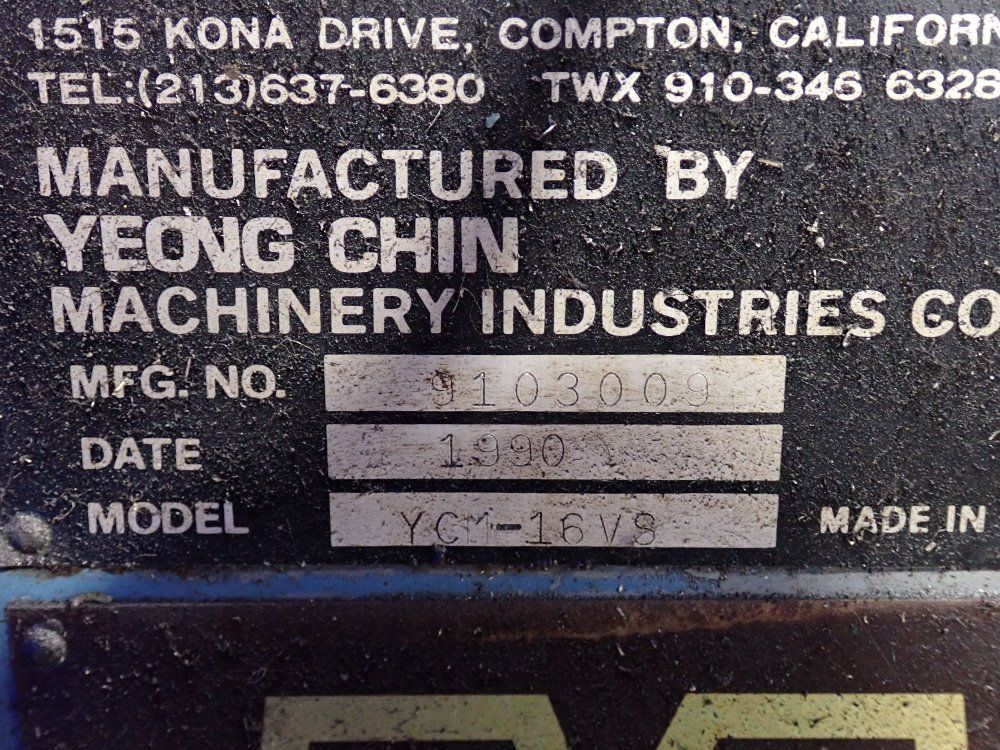 1515 KONA DRIVE, COMPTON, CALIFORN
TEL:(213)637-6380 TWX 910-346 6328
MANUFACTURED BY
YEONG CHIN
MACHINERY INDUSTRIES CO
MFG. NO. 9103009
DATE 1990
MODEL YCM-16VS
MADE IN